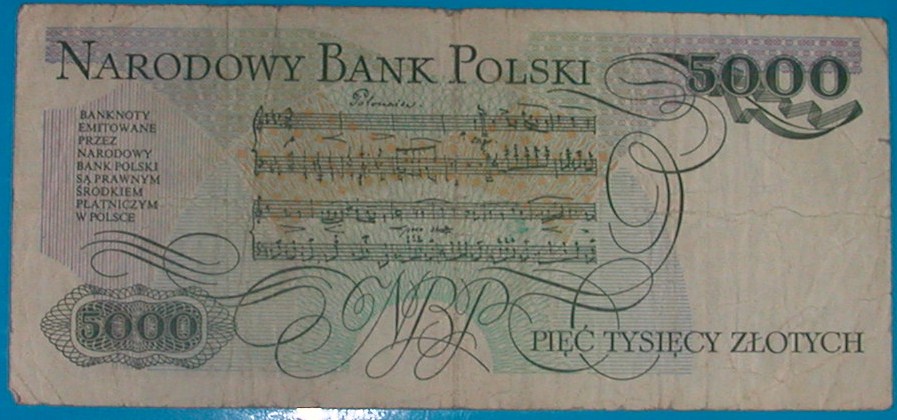 NARODOWY BANK POLSKI
5000
Polonaise.
BANKNOTY
EMITOWANE
PRZEZ
NARODOWY
BANK POLSKI
SĄ PRAWNYM
ŚRODKIEM
PŁATNICZYM
W POLSCE
NBP
5000
PIĘĆ TYSIĘCY ZŁOTYCH